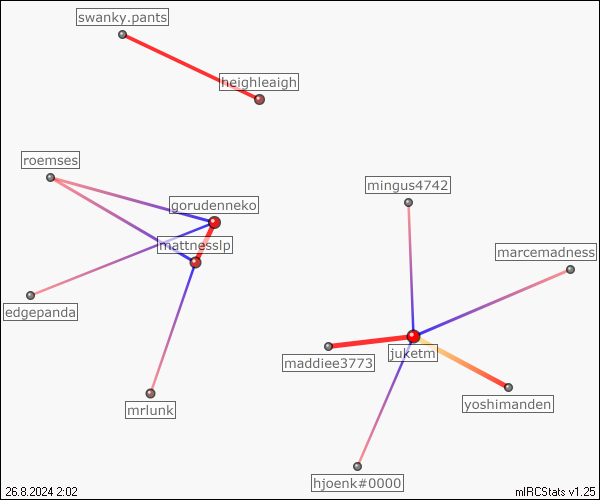 swanky.pants
heighleaigh
roemses
mingus4742
gorudenneko
mattnesslp
marcemadness
edgepanda
juketm
maddiee3773
yoshimanden
mrlunk
hjoenk#0000
26.8.2024 2:02
mIRCStats v1.25